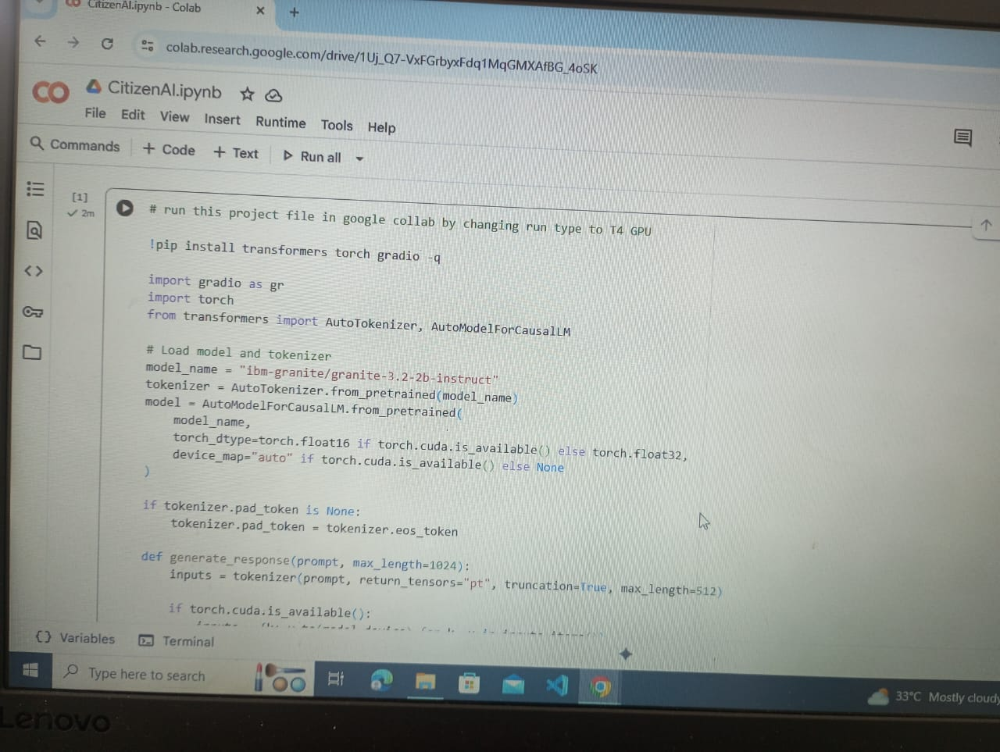 CitizenAI.ipynb - Colab
colab.research.google.com/drive/1Uj_Q7-VxFGrbyxFdq1MqGMXAfBG_4oSK
CitizenAI.ipynb
File Edit View Insert Runtime Tools Help
Commands + Code + Text Run all
[1]
2m
# run this project file in google collab by changing run type to T4 GPU
!pip install transformers torch gradio -q
import gradio as gr
import torch
from transformers import AutoTokenizer, AutoModelForCausalLM
# Load model and tokenizer
model_name = "ibm-granite/granite-3.2-2b-instruct"
tokenizer = AutoTokenizer.from_pretrained(model_name)
model = AutoModelForCausalLM.from_pretrained(
model_name,
torch_dtype=torch.float16 if torch.cuda.is_available() else torch.float32,
device_map="auto" if torch.cuda.is_available() else None
)
if tokenizer.pad_token is None:
tokenizer.pad_token = tokenizer.eos_token
def generate_response(prompt, max_length=1024):
inputs = tokenizer(prompt, return_tensors="pt", truncation=True, max_length=512)
if torch.cuda.is_available():
Variables Terminal
Type here to search
33°C Mostly cloudy
Lenovo